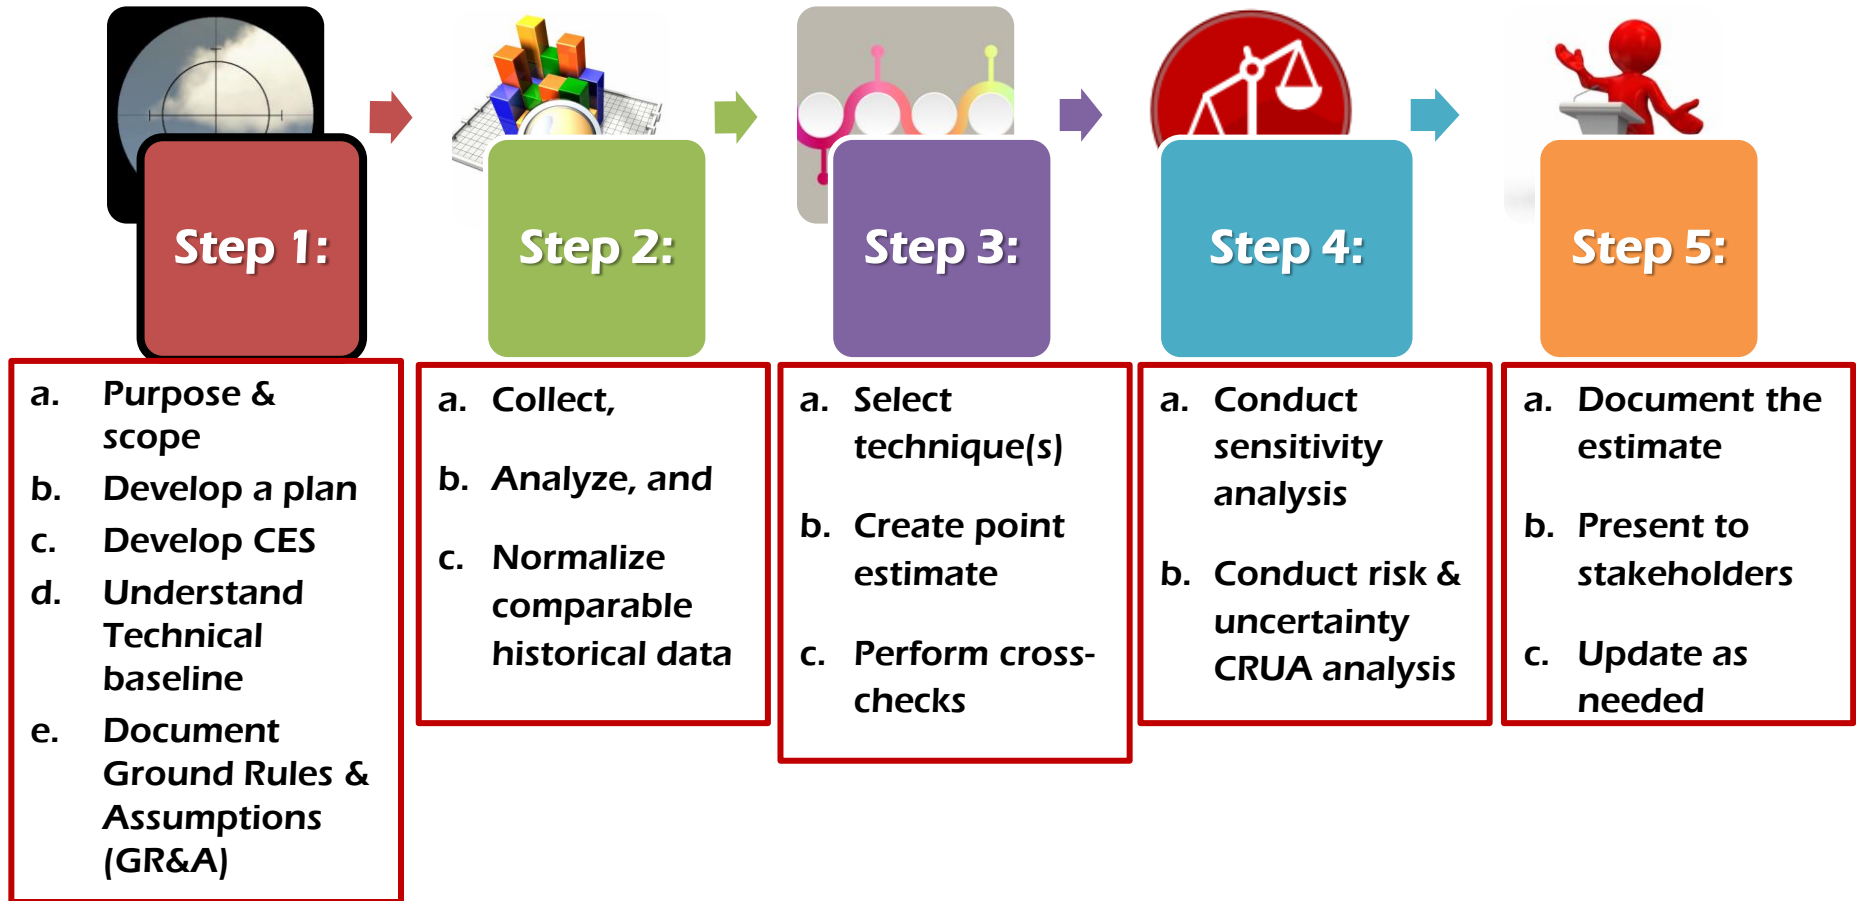 Step 1:
Step 2:
Step 3:
Step 4:
Step 5:
a. Purpose &
scope
b. Develop a plan
c. Develop CES
d. Understand
Technical
baseline
e. Document
Ground Rules &
Assumptions
(GR&A)
a. Collect,
b. Analyze, and
c. Normalize
comparable
historical data
a. Select
technique(s)
b. Create point
estimate
c. Perform cross-
checks
a. Conduct
sensitivity
analysis
b. Conduct risk &
uncertainty
CRUA analysis
a. Document the
estimate
b. Present to
stakeholders
c. Update as
needed